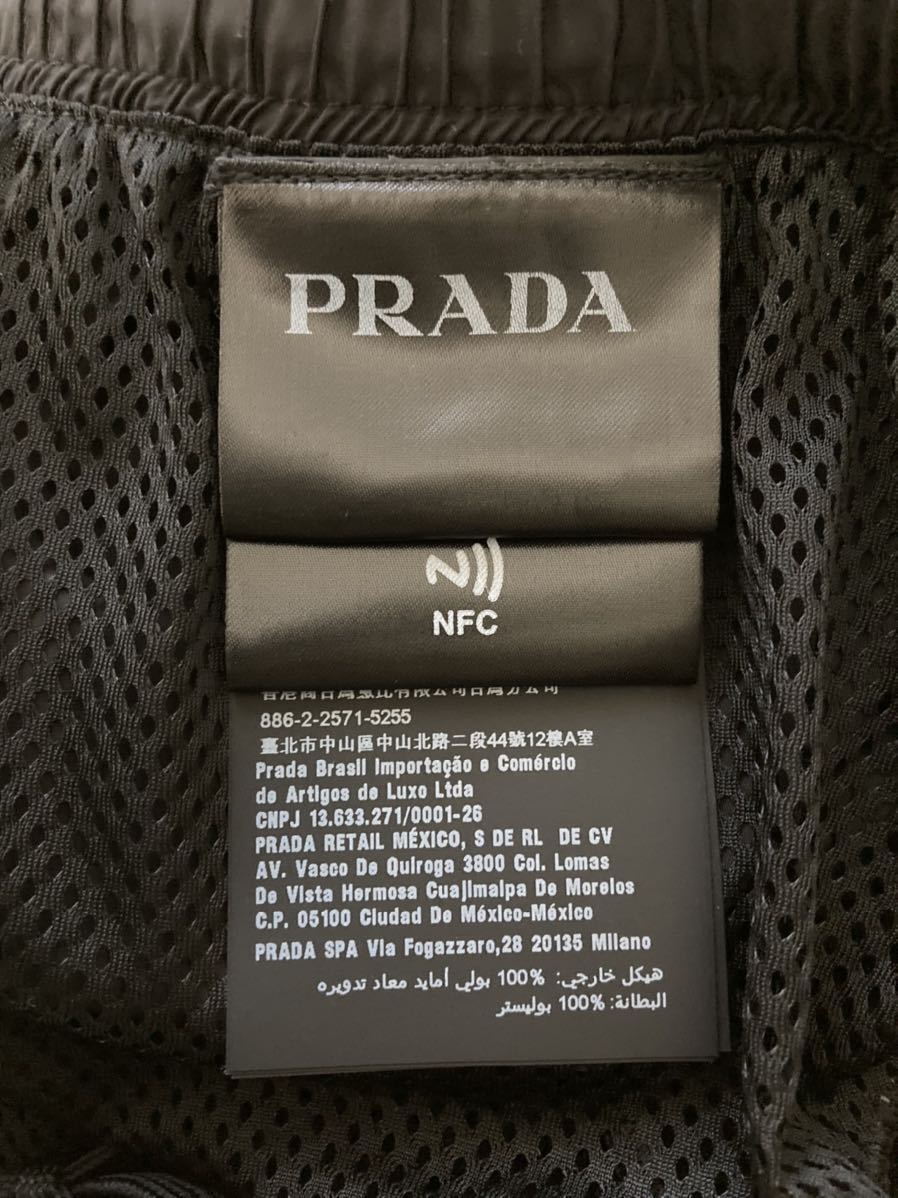 PRADA
NFC
886-2-2571-5255
臺北市中山區中山北路二段44號12樓A室
Prada Brasil Importação e Comércio
de Artigos de Luxo Ltda
CNPJ 13.633.271/0001-26
PRADA RETAIL MÉXICO, S DE RL DE CV
AV. Vasco De Quiroga 3800 Col. Lomas
De Vista Hermosa Cuajimalpa De Morelos
C.P. 05100 Ciudad De México-México
PRADA SPA Via Fogazzaro,28 20135 Milano
هيكل خارجي: %100 بولي أمايد معاد تدويره
البطانة: %100 بوليستر